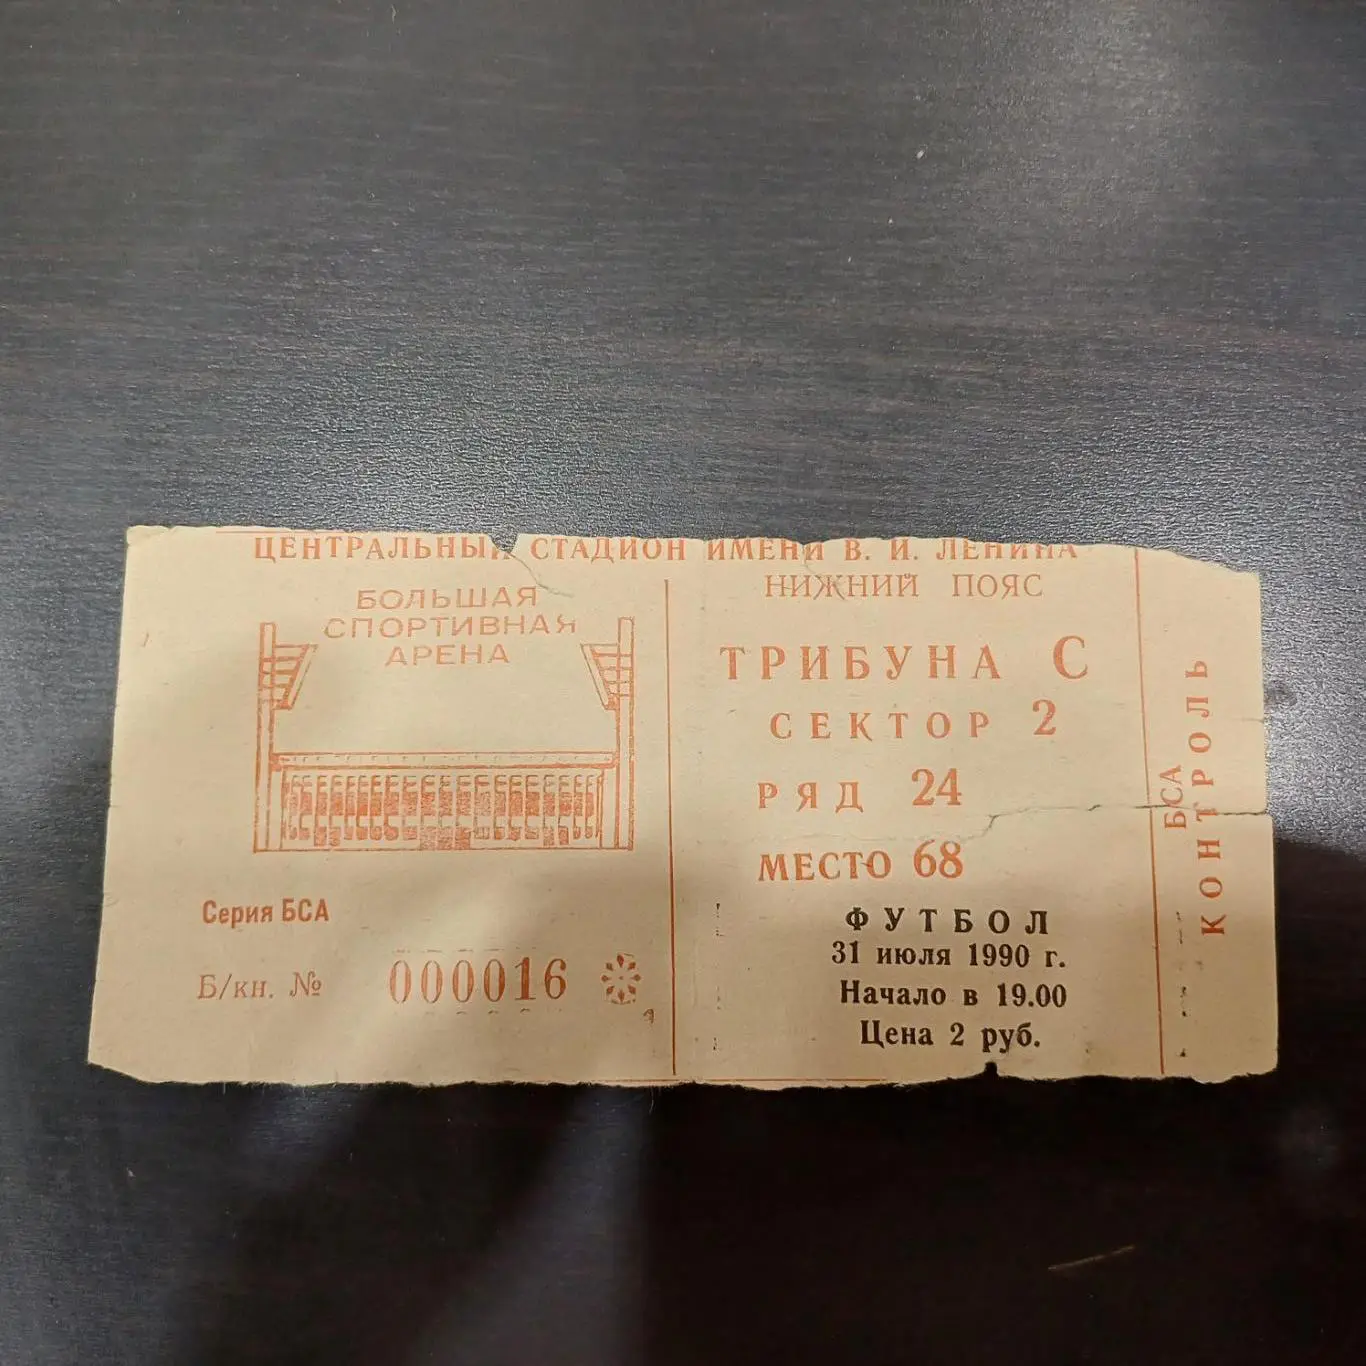 ЦЕНТРАЛЬНЫЙ СТАДИОН ИМЕНИ В. И. ЛЕНИНА
БОЛЬШАЯ
СПОРТИВНАЯ
АРЕНА
Серия БСА
Б/кн. № 000016
НИЖНИЙ ПОЯС
ТРИБУНА С
СЕКТОР 2
РЯД 24
МЕСТО 68
ФУТБОЛ
31 июля 1990 г.
Начало в 19.00
Цена 2 руб.
БСА
КОНТРОЛЬ